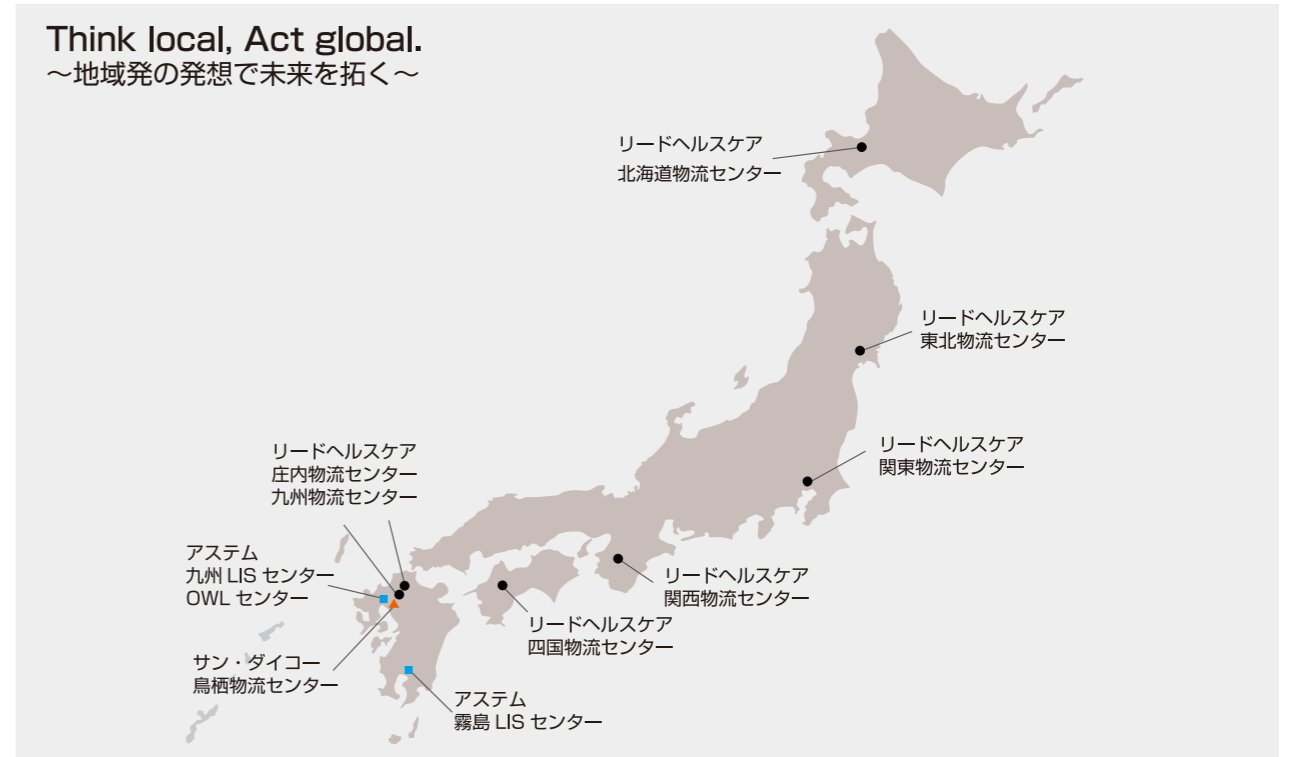 Think local, Act global.
～地域発の発想で未来を拓く～
リードヘルスケア
北海道物流センター
リードヘルスケア
東北物流センター
リードヘルスケア
関東物流センター
リードヘルスケア
庄内物流センター
九州物流センター
アステム
九州 LIS センター
OWL センター
リードヘルスケア
関西物流センター
リードヘルスケア
四国物流センター
サン・ダイコー
鳥栖物流センター
アステム
霧島 LIS センター